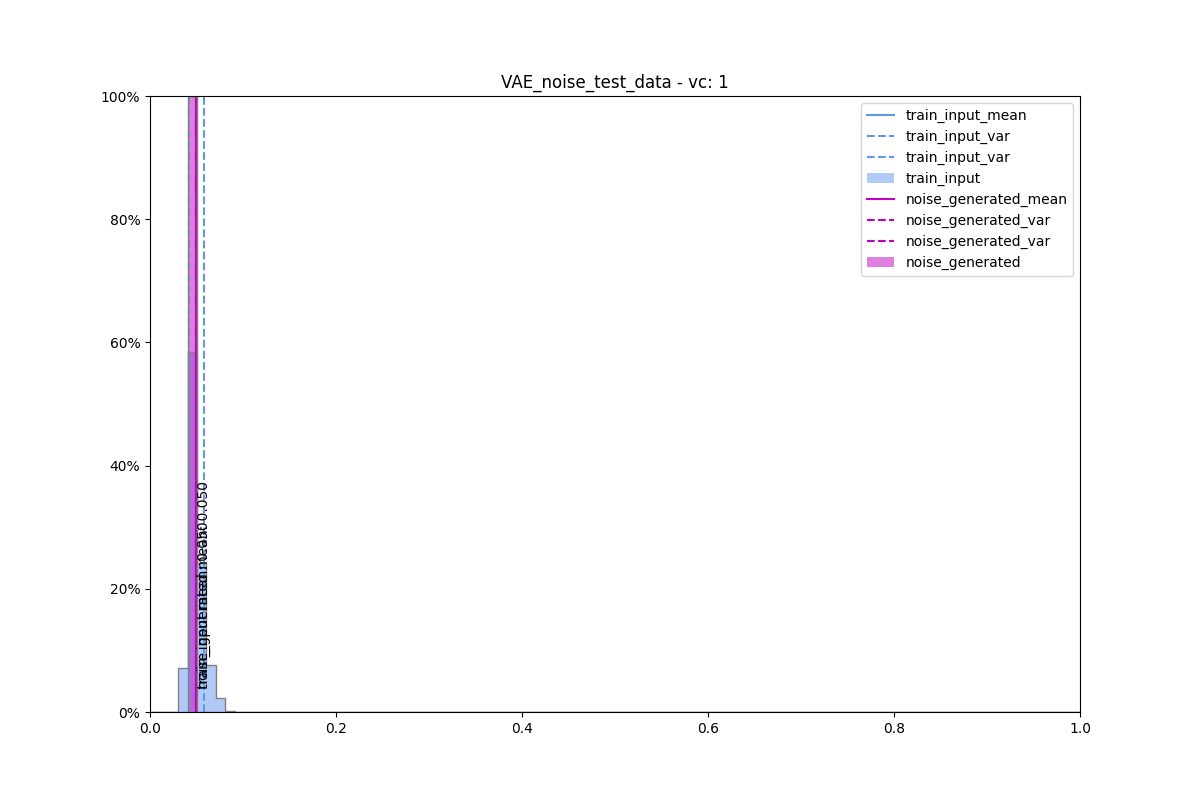 VAE_noise_test_data - vc: 1
100%
80%
60%
40%
20%
0%
0.0
0.2
0.4
0.6
0.8
1.0
train_input_mean
train_input_var
train_input_var
train_input
noise_generated_mean
noise_generated_var
noise_generated_var
noise_generated